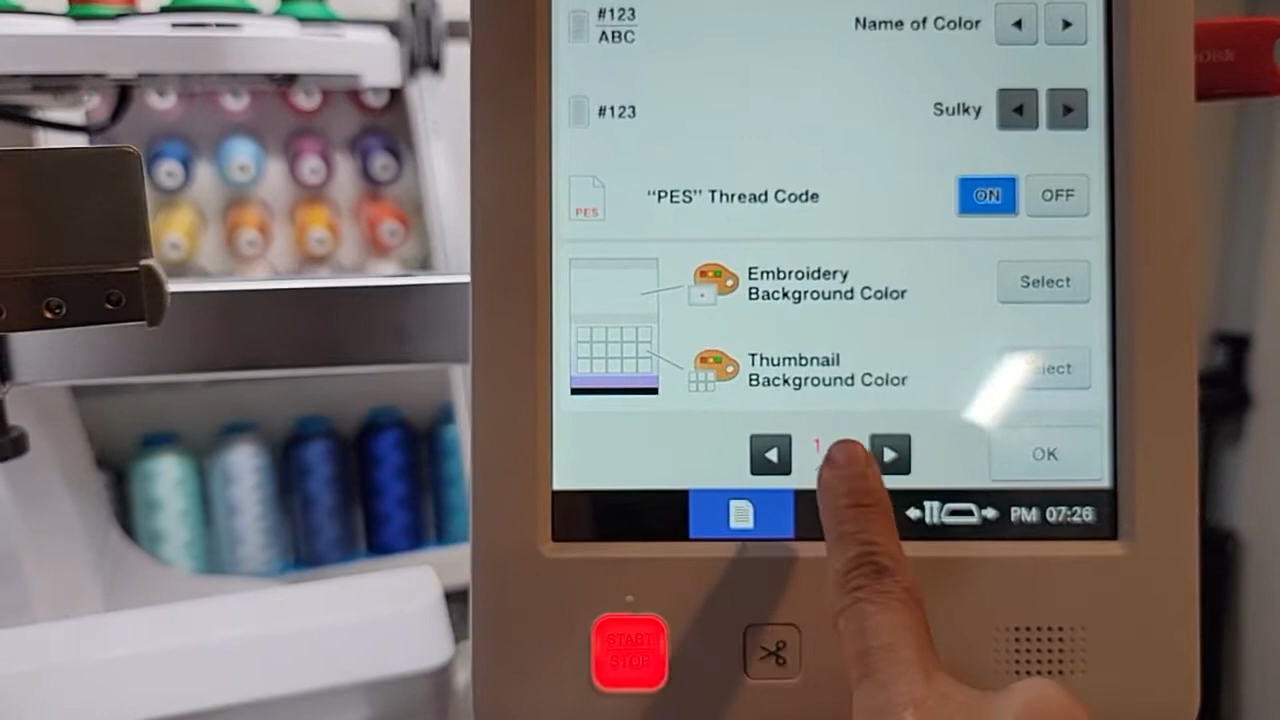 #123
ABC
Name of Color
#123
Sulky
PES
“PES” Thread Code
ON
OFF
Embroidery
Background Color
Select
Thumbnail
Background Color
1
OK
PM 07:26
START
STOP